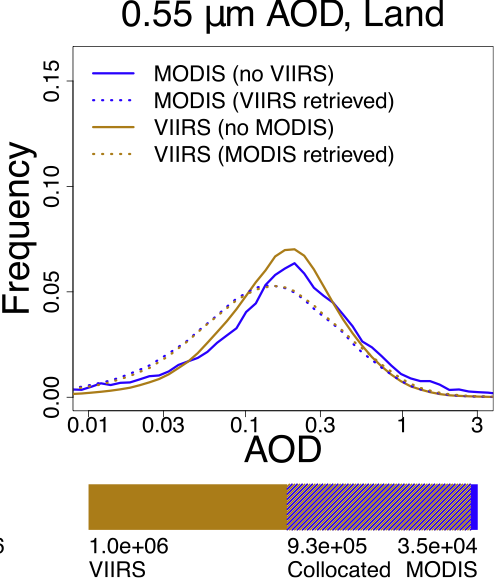 0.55 µm AOD, Land
MODIS (no VIIRS)
MODIS (VIIRS retrieved)
VIIRS (no MODIS)
VIIRS (MODIS retrieved)
Frequency
0.15
0.10
0.05
0.00
0.01 0.03 0.1 0.3 1 3
AOD
6 1.0e+06 9.3e+05 3.5e+04
VIIRS Collocated MODIS